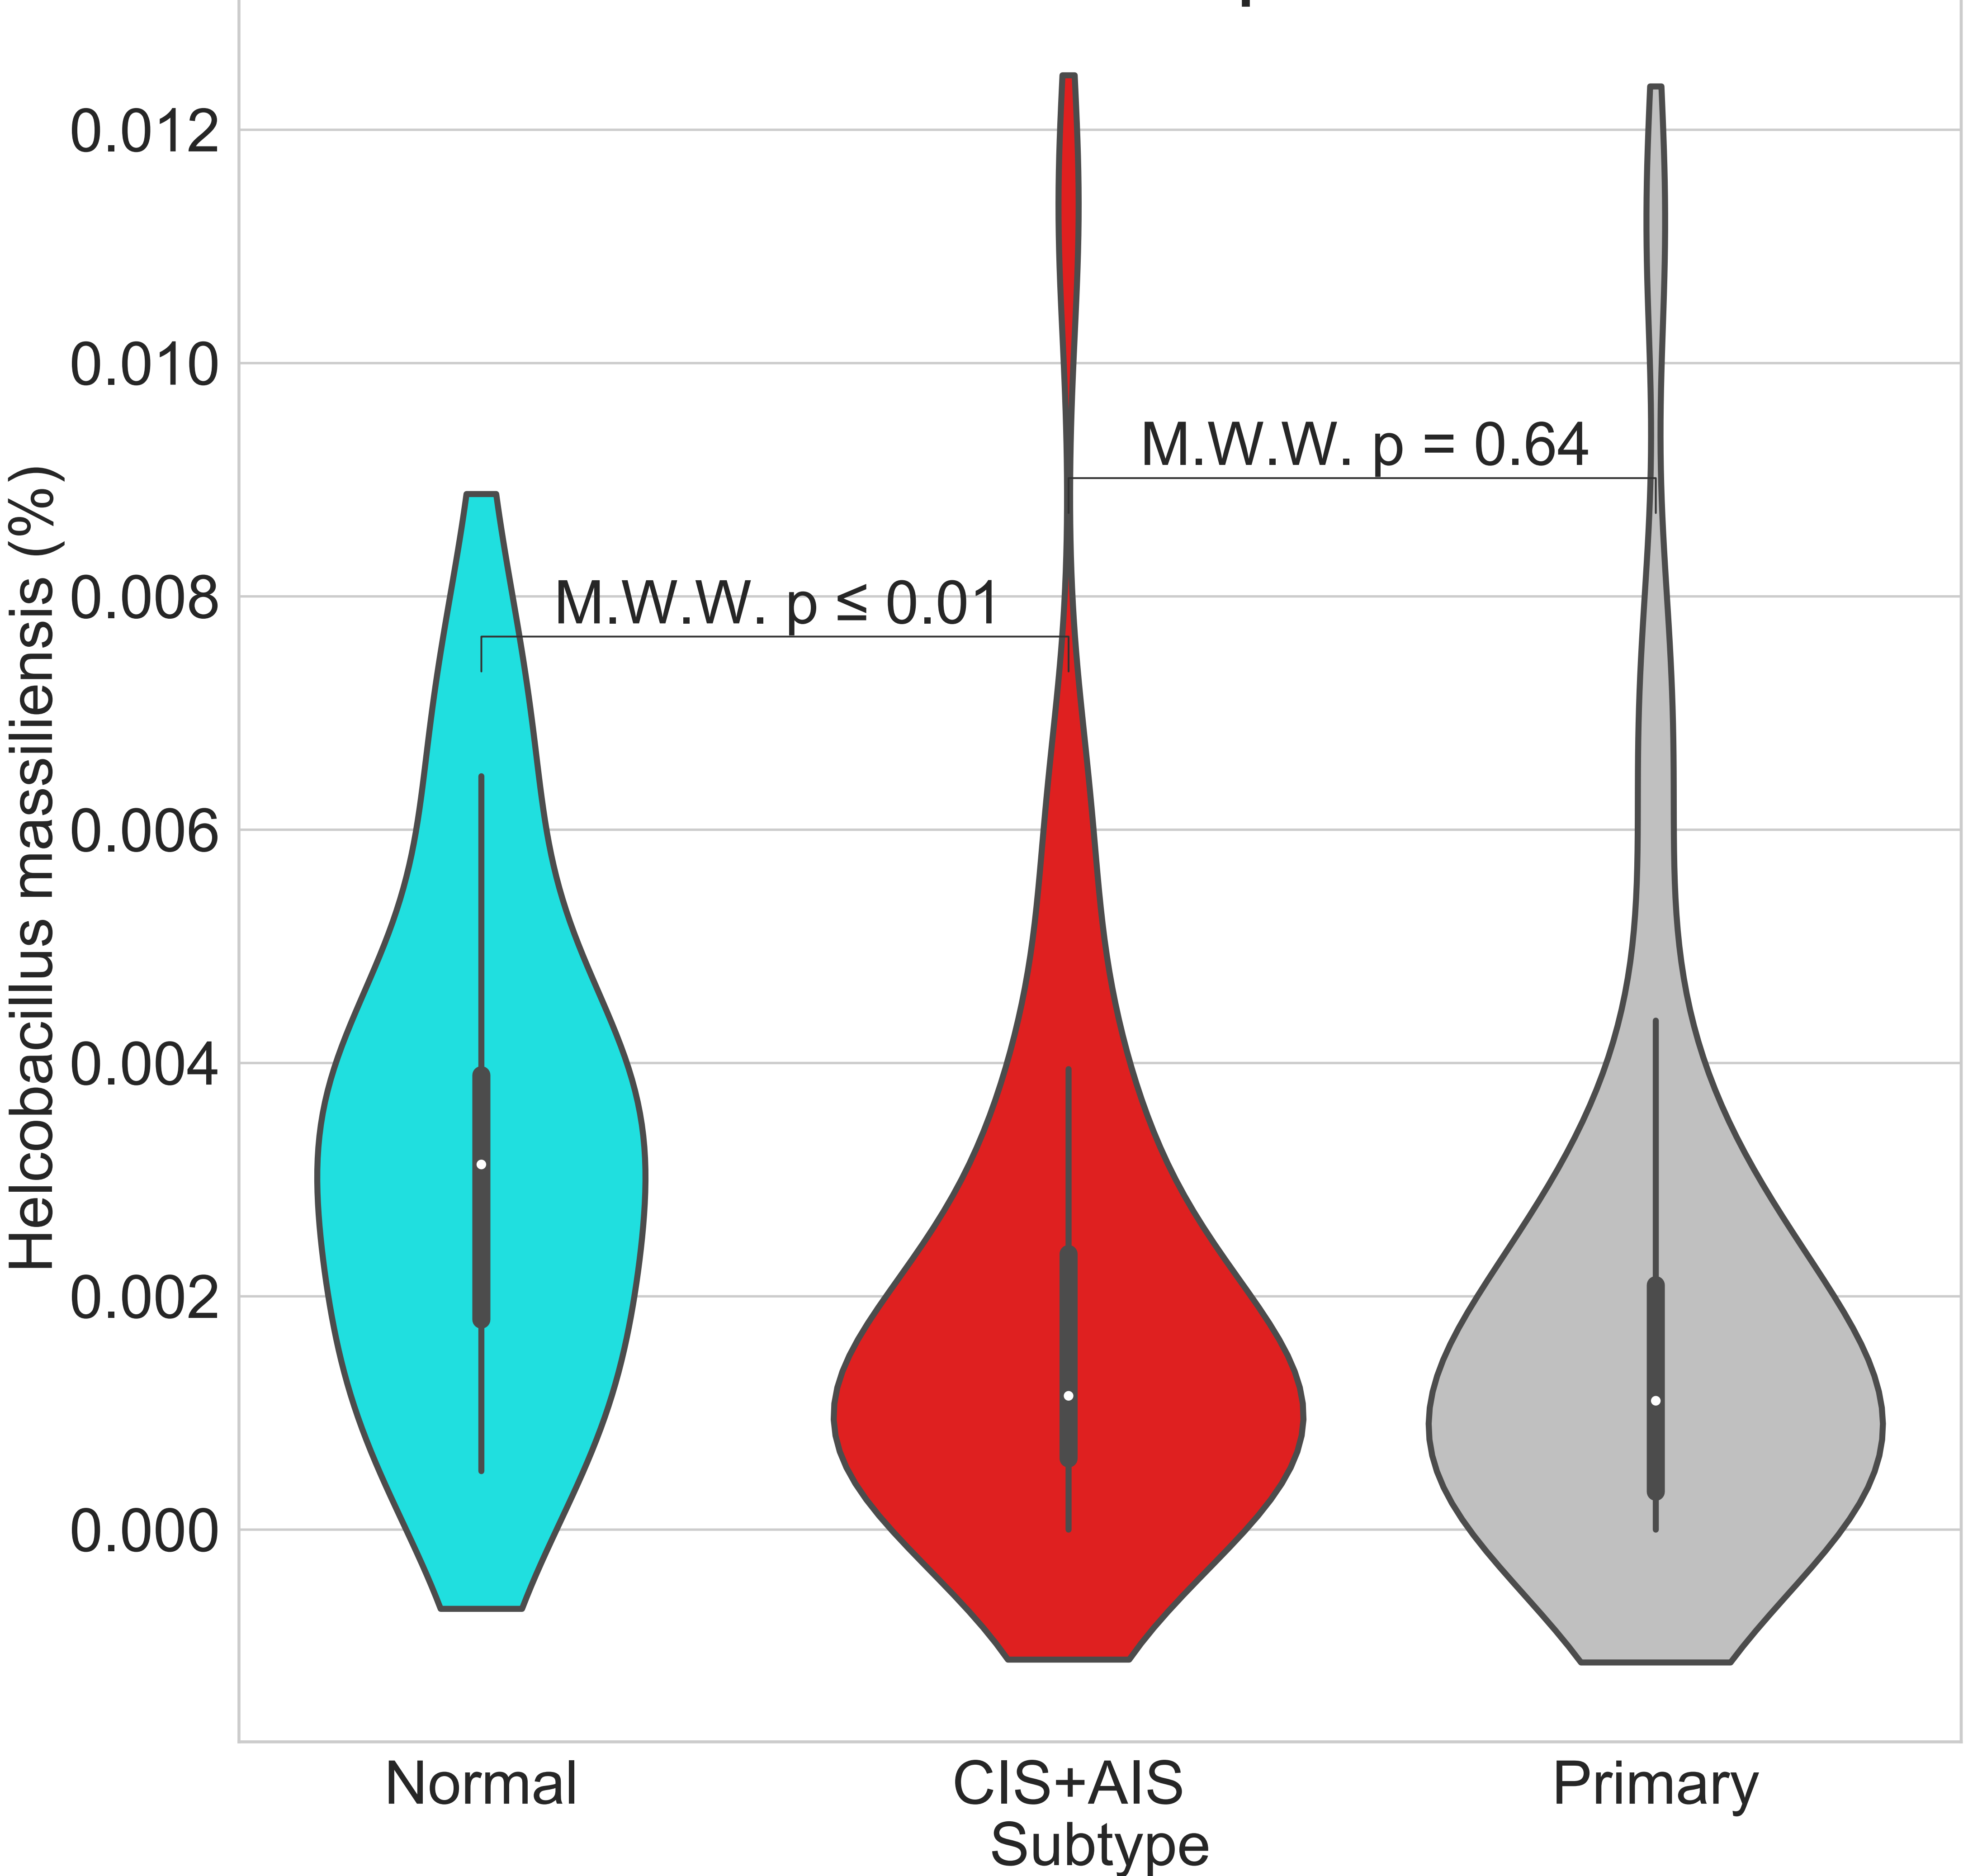 Helcobacillus massiliensis (%)
0.012
0.010
0.008
0.006
0.004
0.002
0.000
M.W.W. p = 0.64
M.W.W. p ≤ 0.01
Normal
CIS+AIS
Primary
Subtype